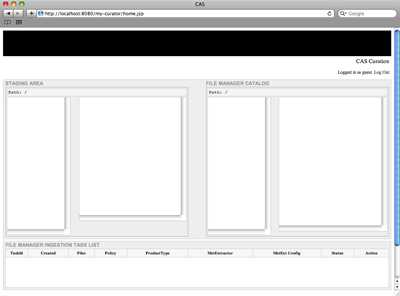 CAS
http://localhost:8080/my-curator/home.jsp
Google
CAS Curation
Logged in as guest Log Out
STAGING AREA
FILE MANAGER CATALOG
Path: /
Path: /
FILE MANAGER INGESTION TASK LIST
TaskId Created Files Policy ProductType MetExtractor MetExt Config Status Action